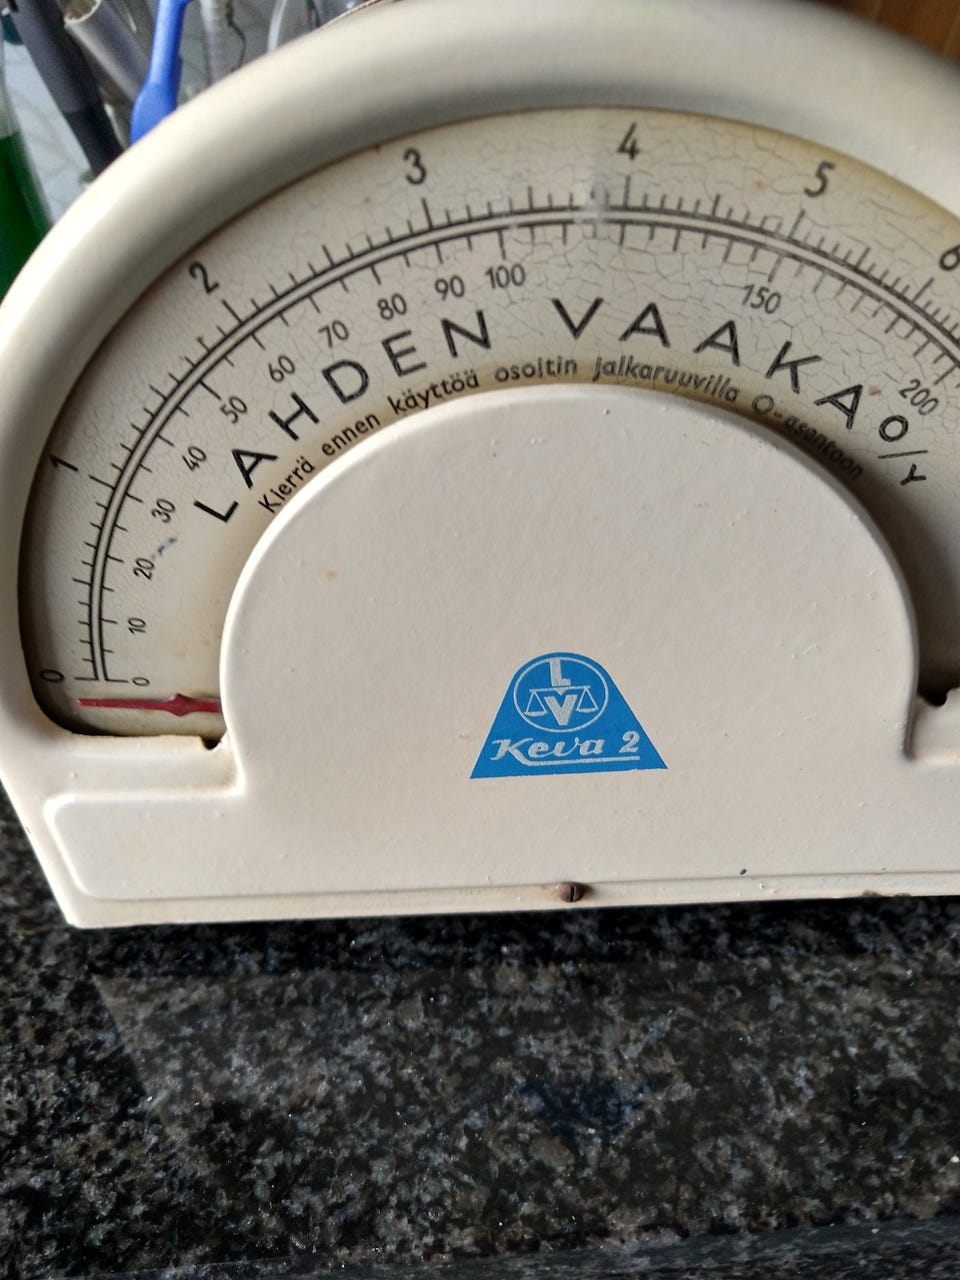 0 1 2 3 4 5 6
0 10 20 30 40 50 60 70 80 90 100 150 200
LAHDEN VAAKA O/Y
Kierrä ennen käyttöä osoitin jalkaruuvilla O-asentoon
L
V
Keva 2